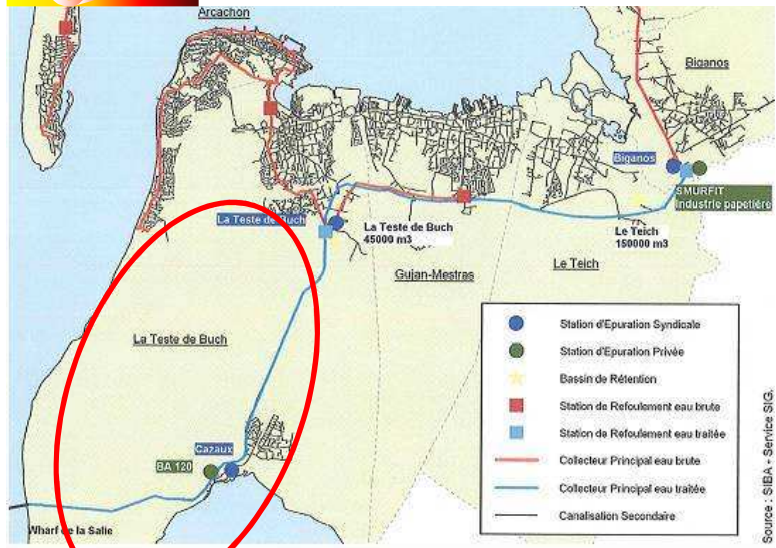 Arcachon
Biganos
Biganos
SMURFIT
Industrie papetière
La Teste de Buch
La Teste de Buch
45000 m3
Le Teich
150000 m3
Gujan-Mestras
Le Teich
La Teste de Buch
Cazaux
BA 120
Wharf de la Salie
Station d'Epuration Syndicale
Station d'Epuration Privée
Bassin de Rétention
Station de Refoulement eau brute
Station de Refoulement eau traitée
Collecteur Principal eau brute
Collecteur Principal eau traitée
Canalisation Secondaire
Source : SIBA - Service SIG.